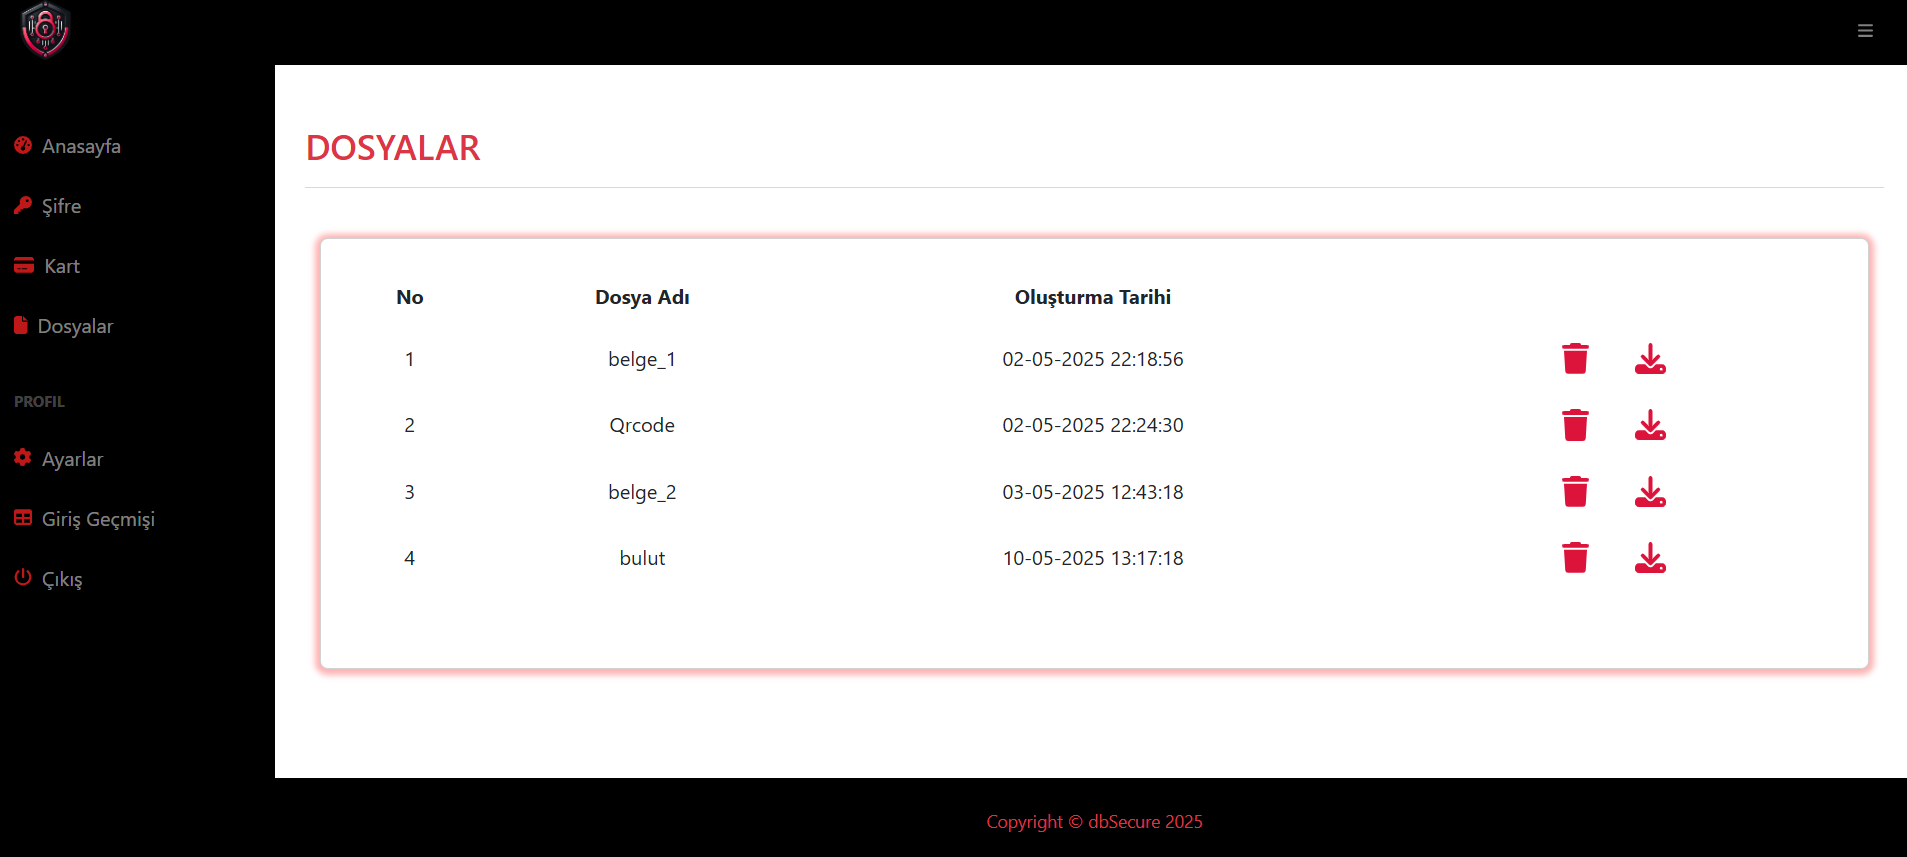 Anasayfa
Şifre
Kart
Dosyalar
PROFIL
Ayarlar
Giriş Geçmişi
Çıkış
DOSYALAR
No Dosya Adı Oluşturma Tarihi
1 belge_1 02-05-2025 22:18:56
2 Qrcode 02-05-2025 22:24:30
3 belge_2 03-05-2025 12:43:18
4 bulut 10-05-2025 13:17:18
Copyright © dbSecure 2025